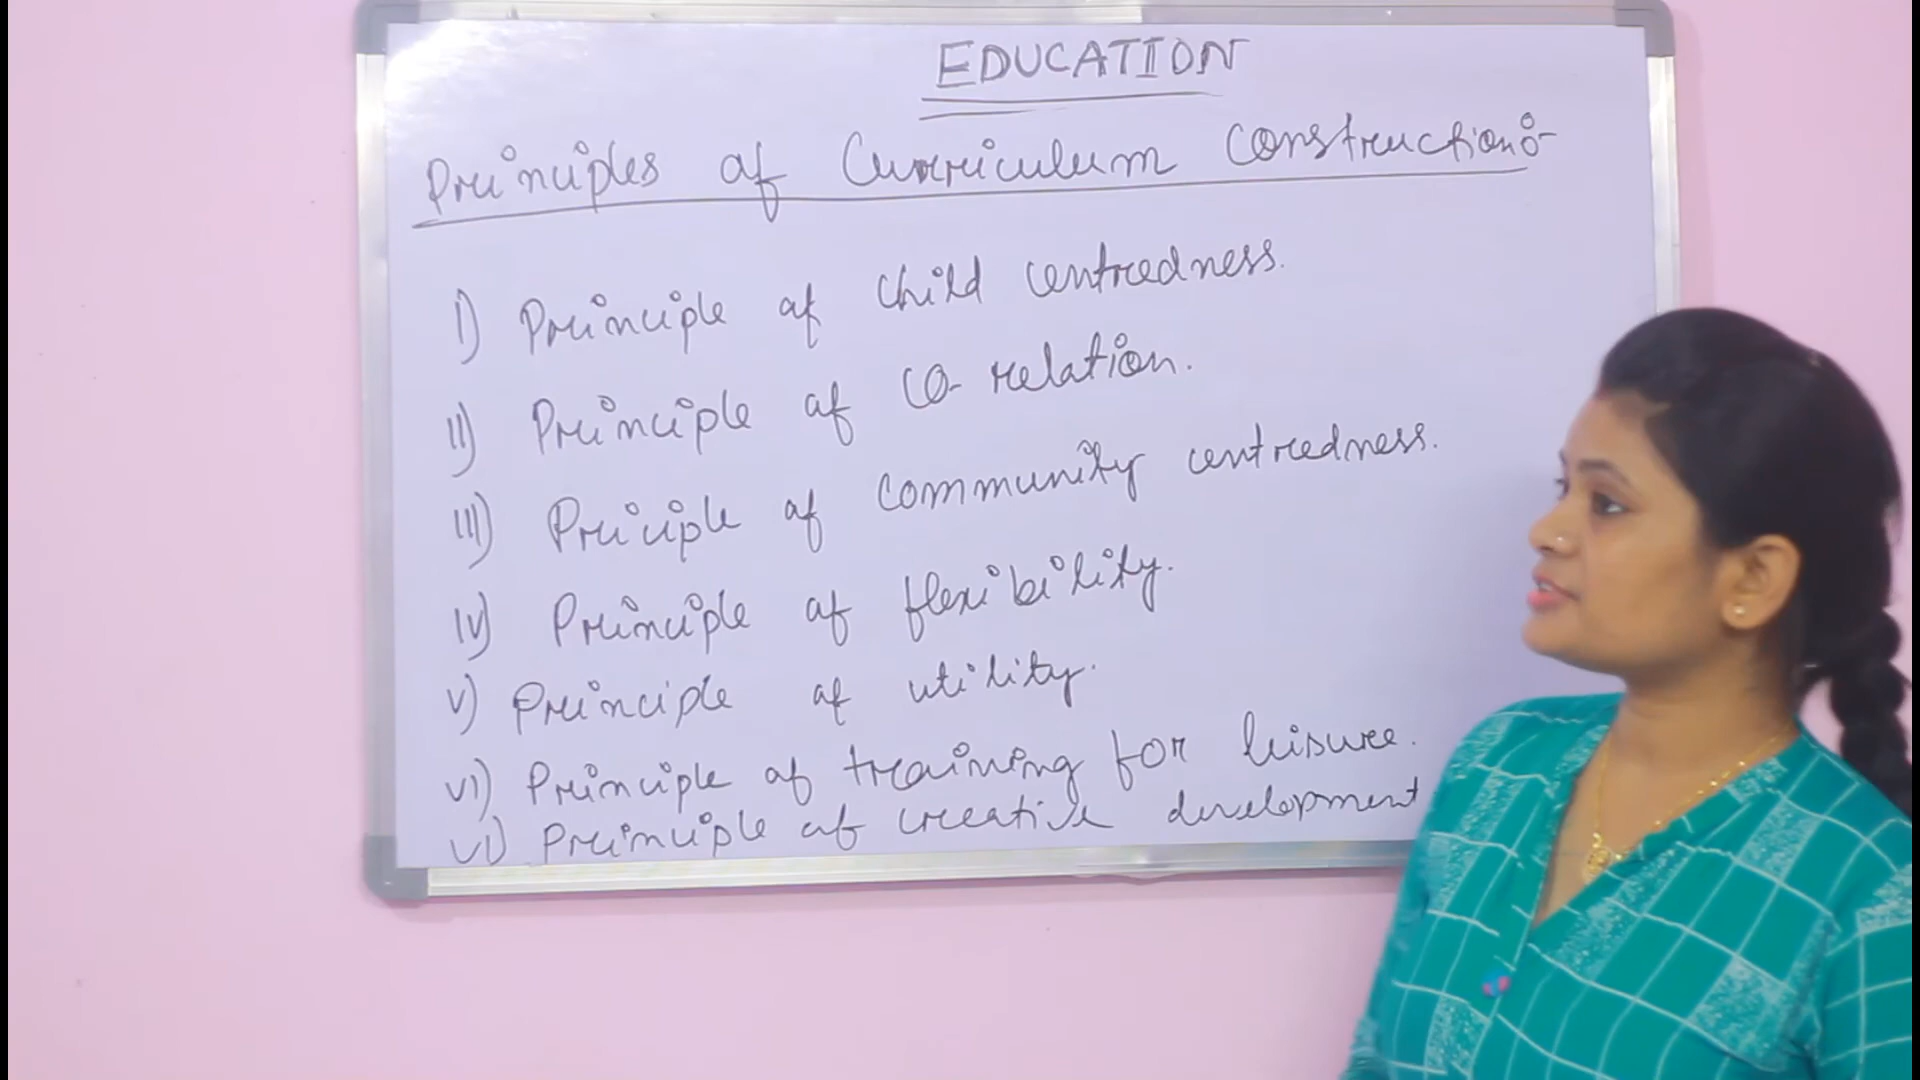 EDUCATION
Principles of Curriculum Construction:-
I) Principle of Child centredness.
II) Principle of co-relation.
III) Priciple of community centredness.
IV) Principle of flexibility.
V) Principle of utility.
VI) Principle of training for leisure.
VI) Principle of creative development